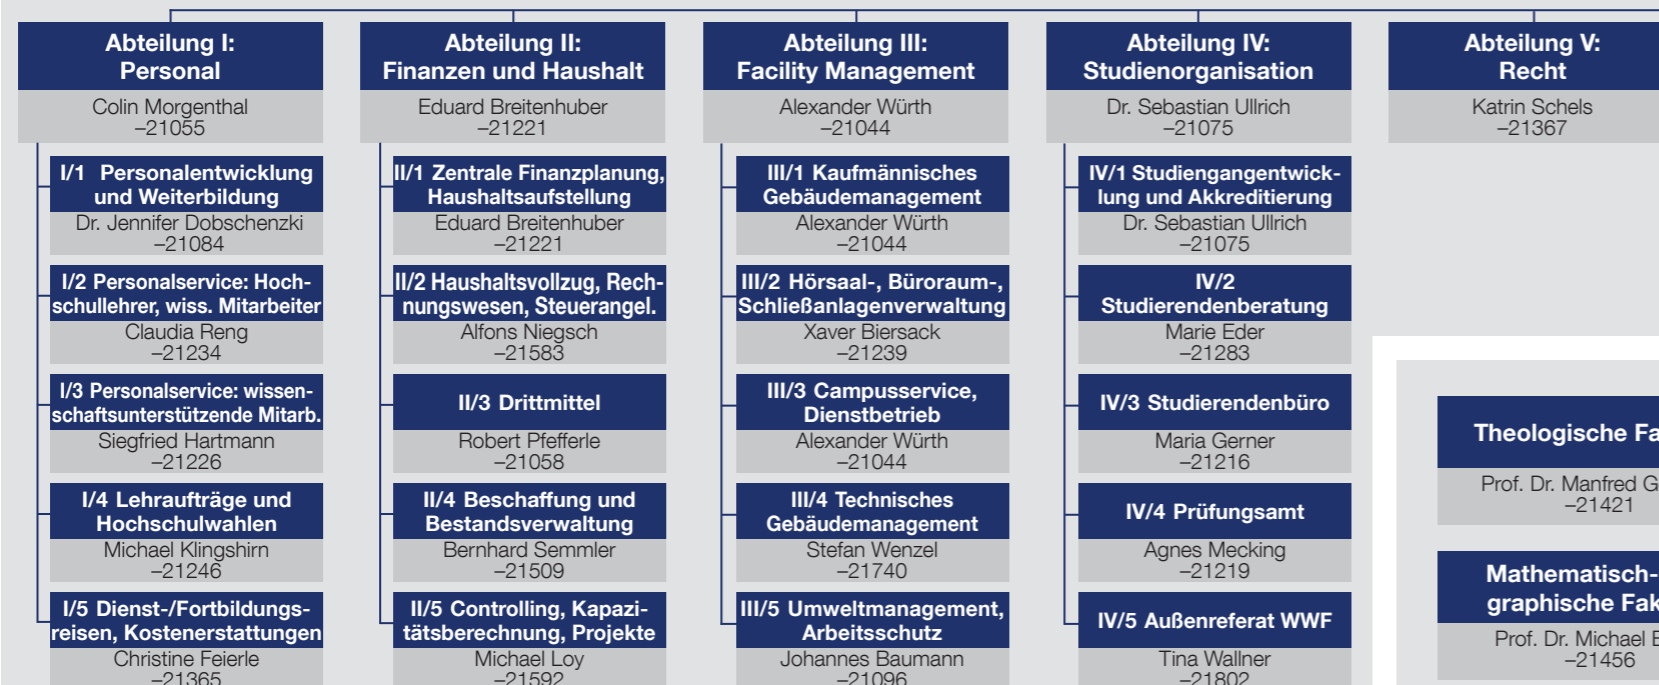 Abteilung I:
Personal
Colin Morgenthal
–21055
I/1 Personalentwicklung
und Weiterbildung
Dr. Jennifer Dobschenzki
–21084
I/2 Personalservice: Hoch-
schullehrer, wiss. Mitarbeiter
Claudia Reng
–21234
I/3 Personalservice: wissen-
schaftsunterstützende Mitarb.
Siegfried Hartmann
–21226
I/4 Lehraufträge und
Hochschulwahlen
Michael Klingshirn
–21246
I/5 Dienst-/Fortbildungs-
reisen, Kostenerstattungen
Christine Feierle
–21365
Abteilung II:
Finanzen und Haushalt
Eduard Breitenhuber
–21221
II/1 Zentrale Finanzplanung,
Haushaltsaufstellung
Eduard Breitenhuber
–21221
II/2 Haushaltsvollzug, Rech-
nungswesen, Steuerangel.
Alfons Niegsch
–21583
II/3 Drittmittel
Robert Pfefferle
–21058
II/4 Beschaffung und
Bestandsverwaltung
Bernhard Semmler
–21509
II/5 Controlling, Kapazi-
tätsberechnung, Projekte
Michael Loy
–21592
Abteilung III:
Facility Management
Alexander Würth
–21044
III/1 Kaufmännisches
Gebäudemanagement
Alexander Würth
–21044
III/2 Hörsaal-, Büroraum-,
Schließanlagenverwaltung
Xaver Biersack
–21239
III/3 Campusservice,
Dienstbetrieb
Alexander Würth
–21044
III/4 Technisches
Gebäudemanagement
Stefan Wenzel
–21740
III/5 Umweltmanagement,
Arbeitsschutz
Johannes Baumann
–21096
Abteilung IV:
Studienorganisation
Dr. Sebastian Ullrich
–21075
IV/1 Studiengangentwick-
lung und Akkreditierung
Dr. Sebastian Ullrich
–21075
IV/2
Studierendenberatung
Marie Eder
–21283
IV/3 Studierendenbüro
Maria Gerner
–21216
IV/4 Prüfungsamt
Agnes Mecking
–21219
IV/5 Außenreferat WWF
Tina Wallner
–21802
Abteilung V:
Recht
Katrin Schels
–21367
Theologische
Prof. Dr. Manfred
–21421
Mathematisch-
graphische
Prof. Dr. Michael
–21456